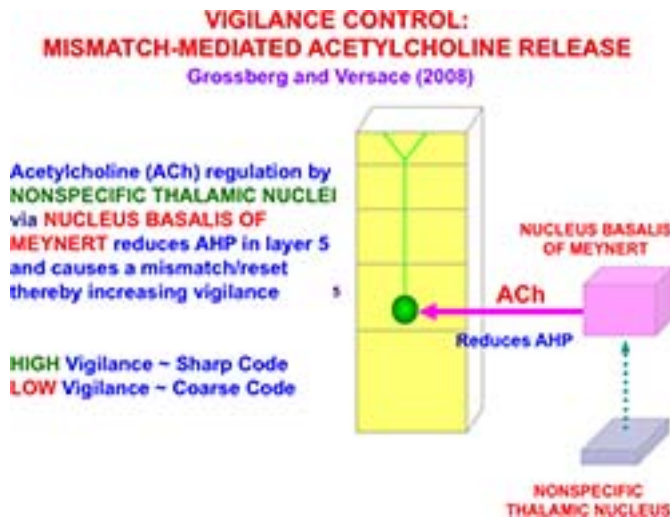 VIGILANCE CONTROL:
MISMATCH-MEDIATED ACETYLCHOLINE RELEASE
Grossberg and Versace (2008)
Acetylcholine (ACh) regulation by
NONSPECIFIC THALAMIC NUCLEI
via NUCLEUS BASALIS OF
MEYNERT reduces AHP in layer 5
and causes a mismatch/reset
thereby increasing vigilance
HIGH Vigilance ~ Sharp Code
LOW Vigilance ~ Coarse Code
5
ACh
Reduces AHP
NUCLEUS BASALIS
OF MEYNERT
NONSPECIFIC
THALAMIC NUCLEUS